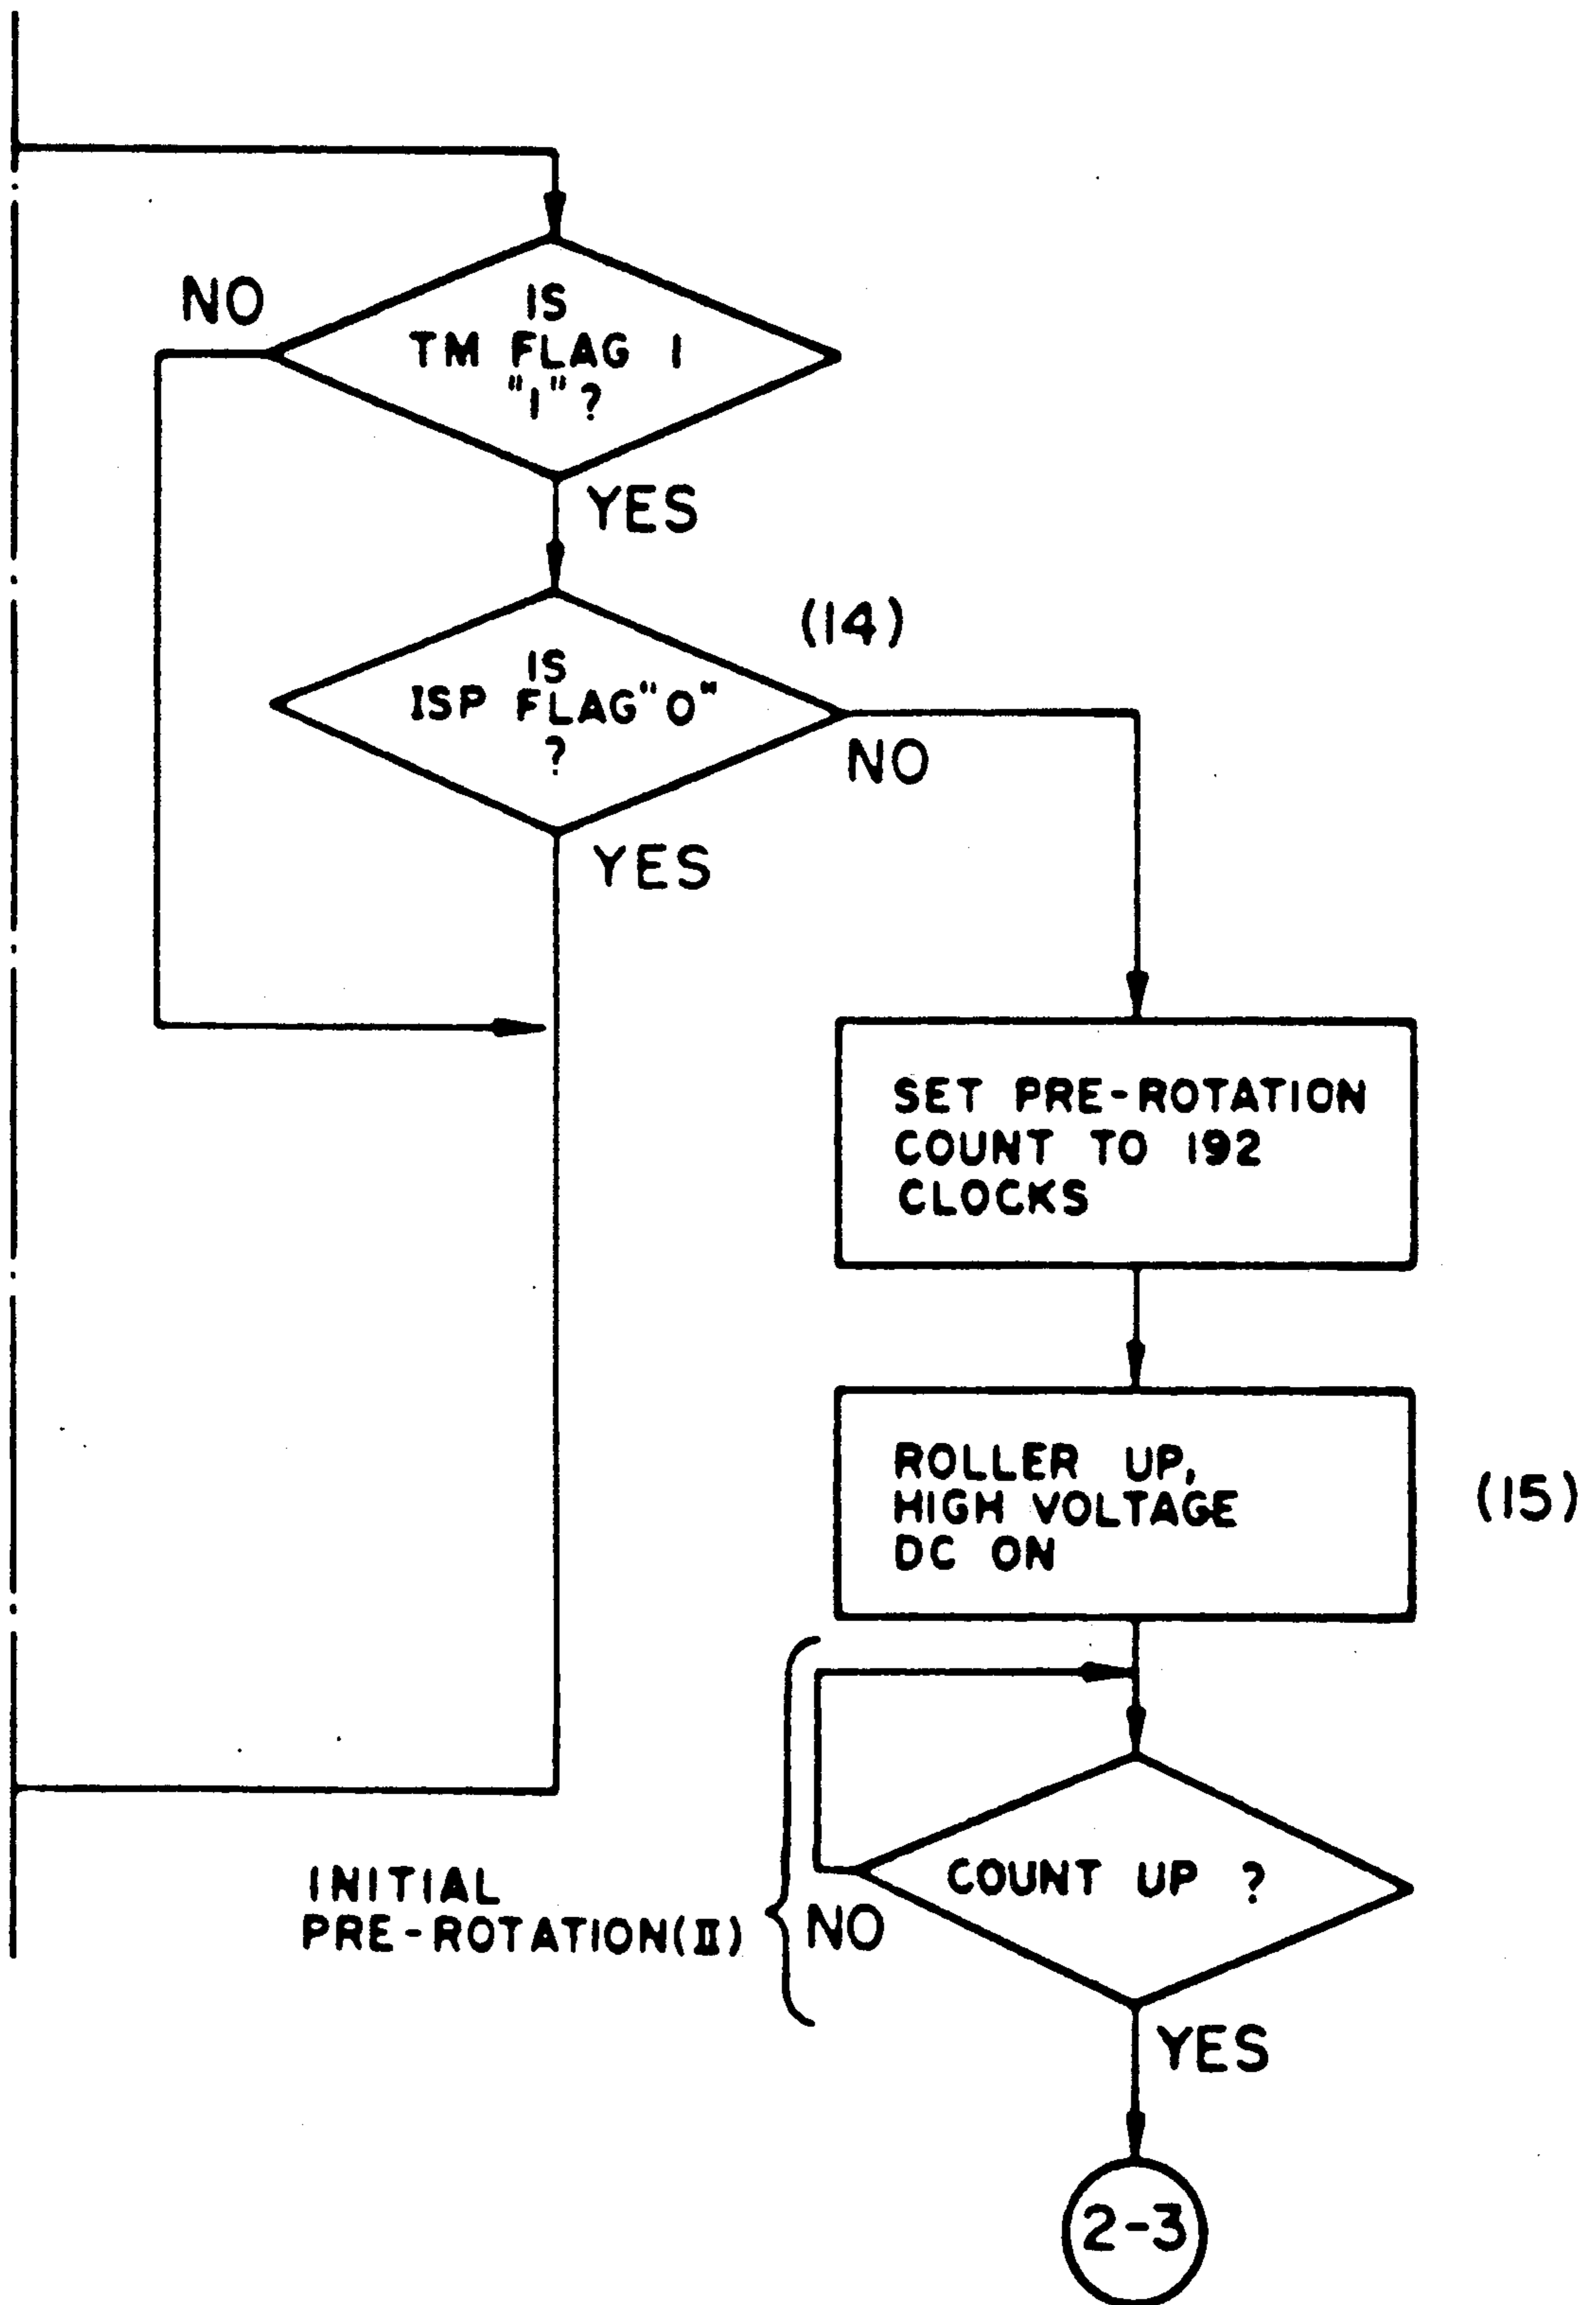 NO
IS
TM FLAG 1
"1"?
YES
(14)
IS
ISP FLAG"0"
?
NO
YES
SET PRE-ROTATION
COUNT TO 192
CLOCKS
ROLLER UP,
HIGH VOLTAGE
DC ON
(15)
COUNT UP ?
INITIAL
PRE-ROTATION(II)
NO
YES
2-3